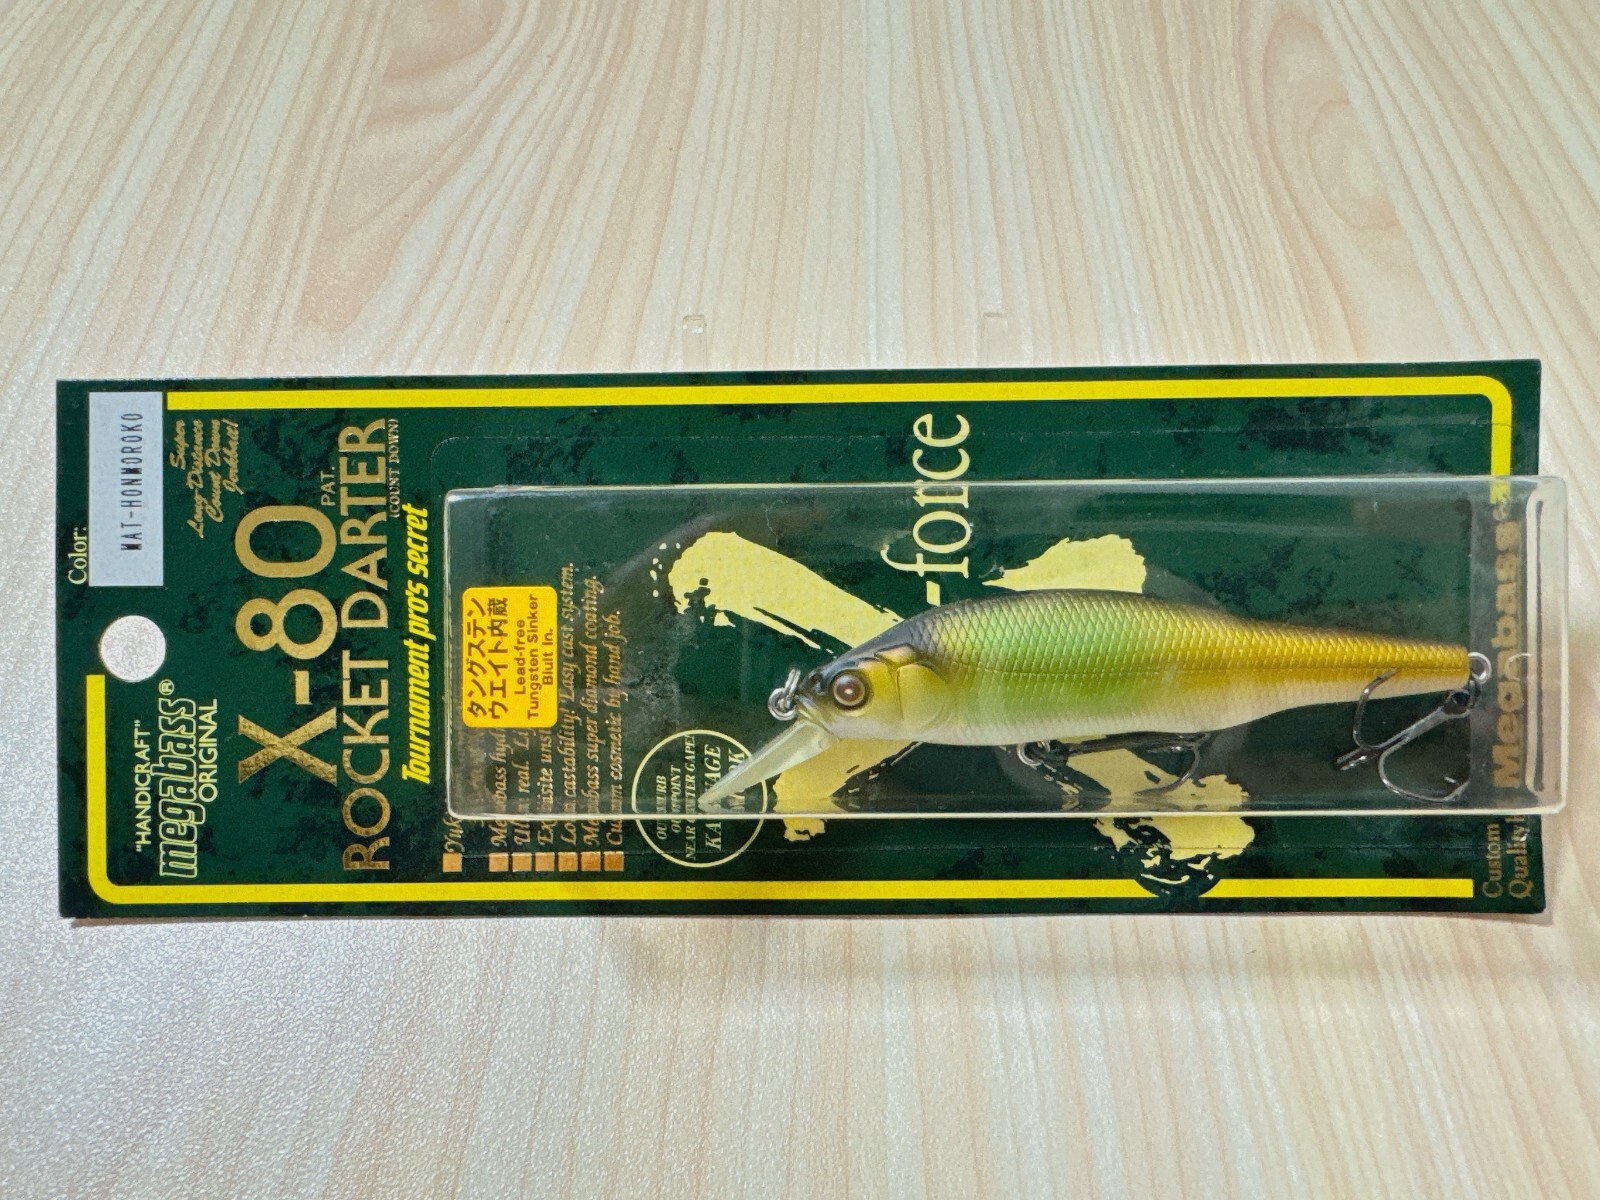 Color:
MAT-HONMOROKO
"HANDICRAFT"
megabass®
ORIGINAL
Super
Long-Distance
Count Down
Jerkbait!
X-80
PAT.
ROCKET DARTER
(COUNT DOWN)
Tournament pro's secret
タングステン
ウエイト内蔵
Lead-free
Tungsten Sinker
Biult In.
real.
castability. Easy cast system.
super diamond coating.
cosmetic by hand job.
-force
Megabass
Custom